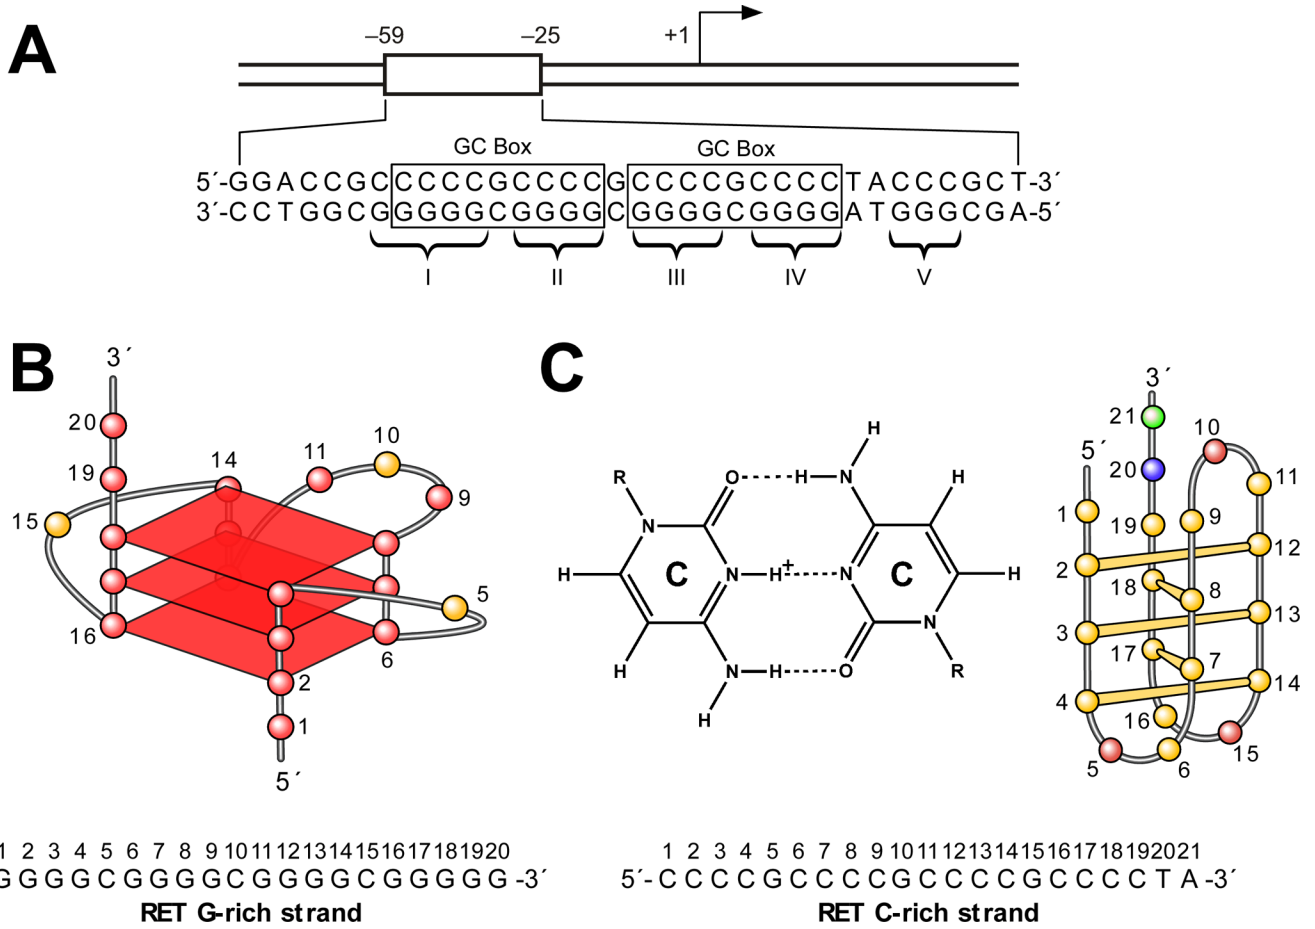 A
–59 –25 +1
GC Box GC Box
5´-GGACCGCCCCCGCCCCGCCCCGCCCCTACCCGCT-3´
3´-CCTGGCGGGGGCGGGGCGGGGCGGGGATGGGCGA-5´
I II III IV V
B
3´
20
19
14
11
10
9
15
5
16
6
2
1
5´
1 2 3 4 5 6 7 8 9 10 11 12 13 14 15 16 17 18 19 20
GGGGCGGGGCGGGGCGGGGG-3´
RET G-rich strand
C
H
R O H N H
N
H C N H + N C H
N
H N H O R
H
3´
21
5´
10
20
11
1
19
9
12
2
18
8
13
3
17
7
14
4
16
15
5
6
1 2 3 4 5 6 7 8 9 10 11 12 13 14 15 16 17 18 19 20 21
5´-CCCCGCCCCGCCCCGCCCCTA-3´
RET C-rich strand